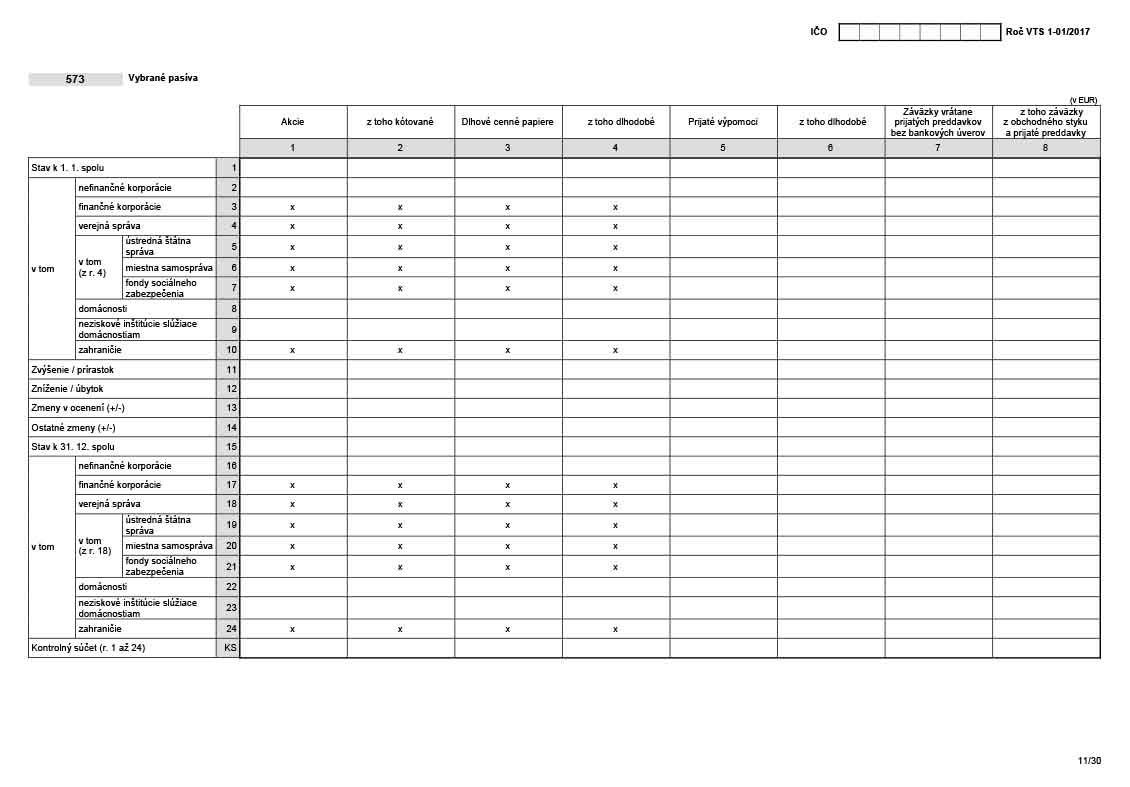 IČO Roč VTS 1-01/2017
573 Vybrané pasíva
(v EUR)
Akcie z toho kótované Dlhové cenné papiere z toho dlhodobé Prijaté výpomoci z toho dlhodobé Záväzky vrátane prijatých preddavkov bez bankových úverov z toho záväzky z obchodného styku a prijaté preddavky
1 2 3 4 5 6 7 8
Stav k 1. 1. spolu 1
v tom
nefinančné korporácie 2
finančné korporácie 3 x x x x
verejná správa 4 x x x x
v tom
(z r. 4)
ústredná štátna
správa 5 x x x x
miestna samospráva 6 x x x x
fondy sociálneho
zabezpečenia 7 x x x x
domácnosti 8
neziskové inštitúcie slúžiace
domácnostiam 9
zahraničie 10 x x x x
Zvýšenie / prírastok 11
Zníženie / úbytok 12
Zmeny v ocenení (+/-) 13
Ostatné zmeny (+/-) 14
Stav k 31. 12. spolu 15
v tom
nefinančné korporácie 16
finančné korporácie 17 x x x x
verejná správa 18 x x x x
v tom
(z r. 18)
ústredná štátna
správa 19 x x x x
miestna samospráva 20 x x x x
fondy sociálneho
zabezpečenia 21 x x x x
domácnosti 22
neziskové inštitúcie slúžiace
domácnostiam 23
zahraničie 24 x x x x
Kontrolný súčet (r. 1 až 24) KS
11/30